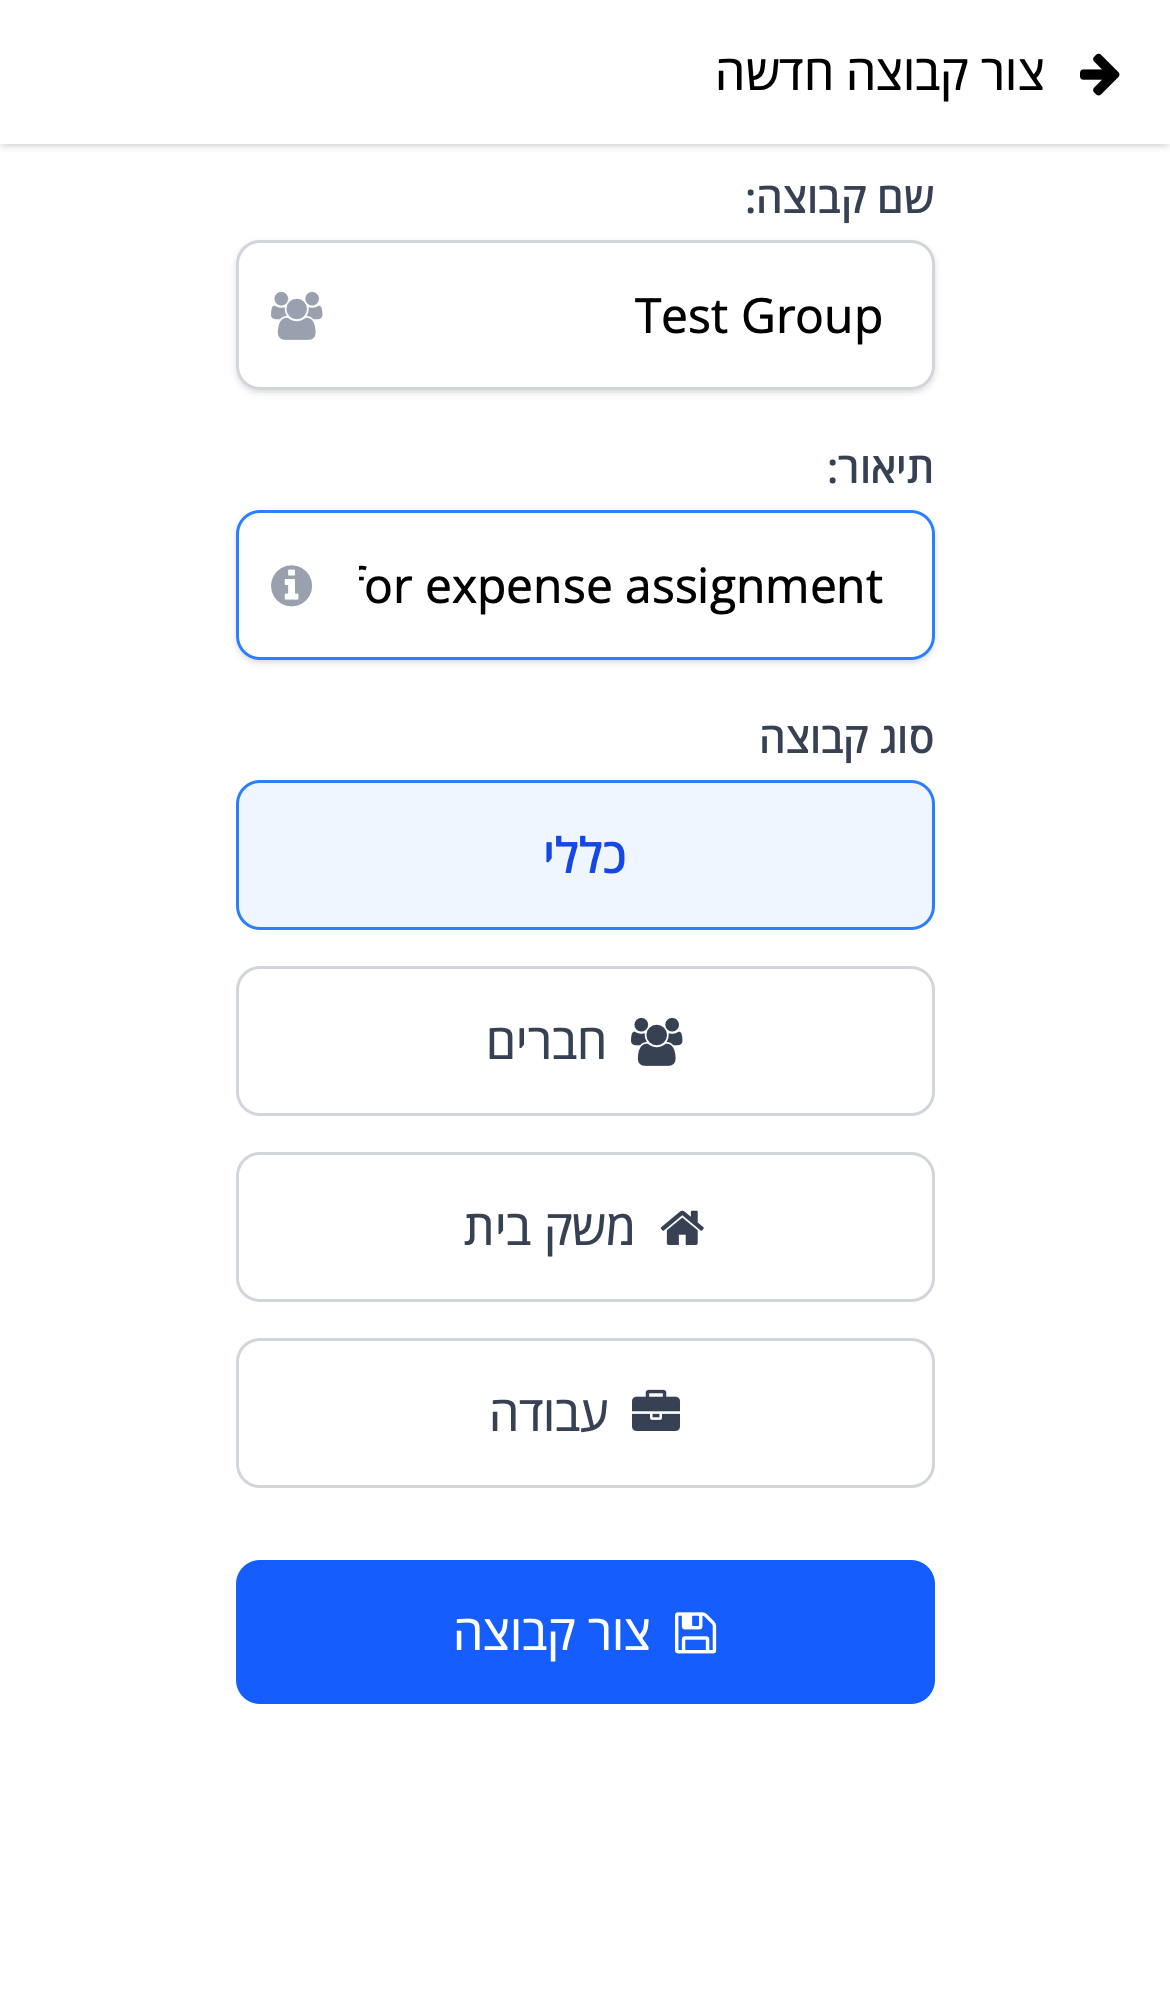 צור קבוצה חדשה
שם קבוצה:
Test Group
תיאור:
for expense assignment
סוג קבוצה
כללי
חברים
משק בית
עבודה
צור קבוצה